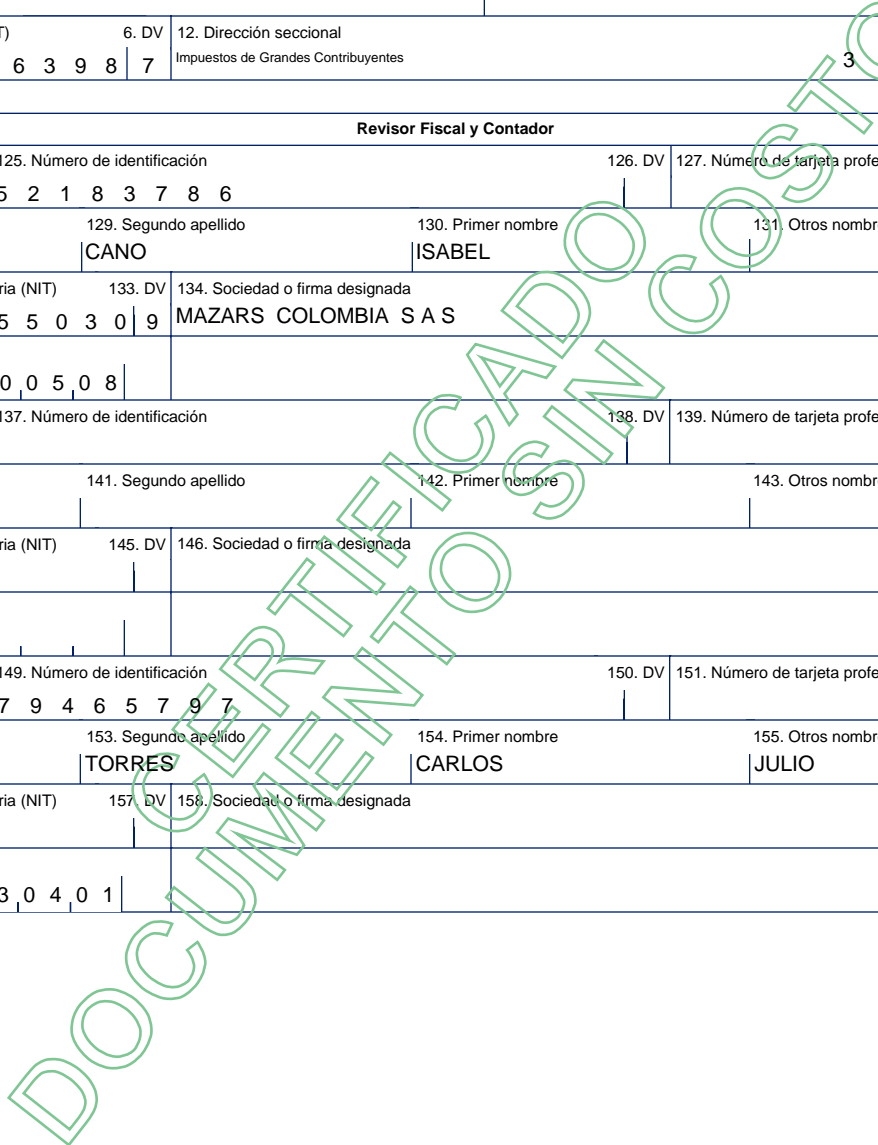 T) 6. DV 12. Dirección seccional
6 3 9 8 7 Impuestos de Grandes Contribuyentes 3
Revisor Fiscal y Contador
125. Número de identificación 126. DV 127. Número de tarjeta profe
5 2 1 8 3 7 8 6
129. Segundo apellido 130. Primer nombre 131. Otros nombr
CANO ISABEL
ria (NIT) 133. DV 134. Sociedad o firma designada
5 5 0 3 0 9 MAZARS COLOMBIA S A S
0 0 5 0 8
137. Número de identificación 138. DV 139. Número de tarjeta profe
141. Segundo apellido 142. Primer nombre 143. Otros nombr
ria (NIT) 145. DV 146. Sociedad o firma designada
149. Número de identificación 150. DV 151. Número de tarjeta profe
7 9 4 6 5 7 9 7
153. Segundo apellido 154. Primer nombre 155. Otros nombr
TORRES CARLOS JULIO
ria (NIT) 157. DV 158. Sociedad o firma designada
3 0 4 0 1
CERTIFICADO
DOCUMENTO SIN COSTO